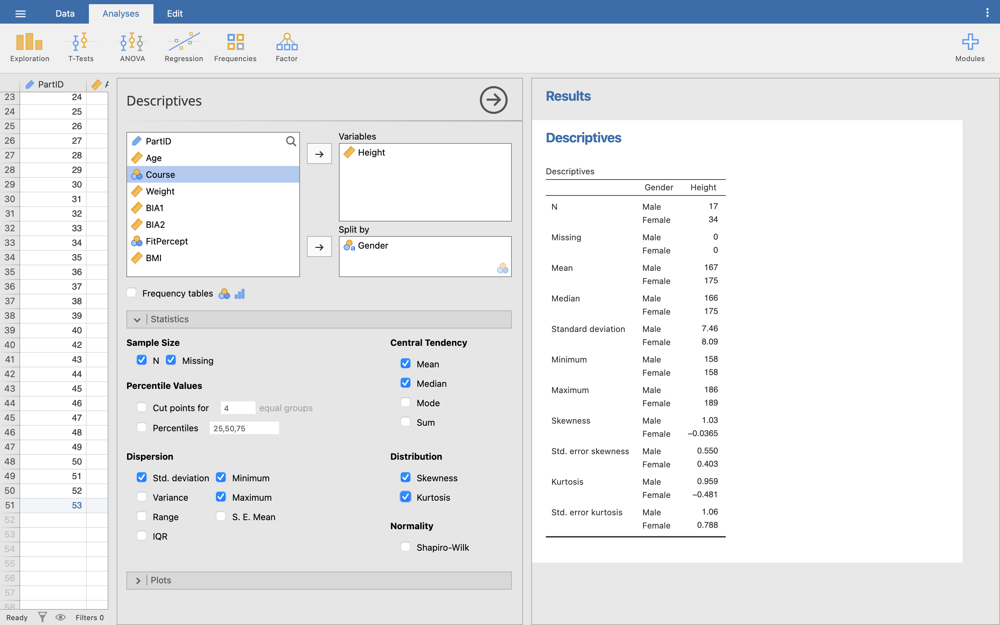 Data Analyses Edit
Exploration T-Tests ANOVA Regression Frequencies Factor Modules
PartID A
23 24
24 25
25 26
26 27
27 28
28 29
29 30
30 31
31 32
32 33
33 34
34 35
35 36
36 37
37 38
38 39
39 40
40 42
41 43
42 44
43 45
44 46
45 47
46 48
47 49
48 50
49 51
50 52
51 53
52
53
54
55
56
57
58
Ready Filters 0
Descriptives
PartID
Age
Course
Weight
BIA1
BIA2
FitPercept
BMI
Variables
Height
Split by
a Gender
Frequency tables
Statistics
Sample Size
N Missing
Percentile Values
Cut points for 4 equal groups
Percentiles 25,50,75
Dispersion
Std. deviation Minimum
Variance Maximum
Range S. E. Mean
IQR
Central Tendency
Mean
Median
Mode
Sum
Distribution
Skewness
Kurtosis
Normality
Shapiro-Wilk
Plots
Results
Descriptives
Descriptives
Gender Height
N Male 17
Female 34
Missing Male 0
Female 0
Mean Male 167
Female 175
Median Male 166
Female 175
Standard deviation Male 7.46
Female 8.09
Minimum Male 158
Female 158
Maximum Male 186
Female 189
Skewness Male 1.03
Female −0.0365
Std. error skewness Male 0.550
Female 0.403
Kurtosis Male 0.959
Female −0.481
Std. error kurtosis Male 1.06
Female 0.788